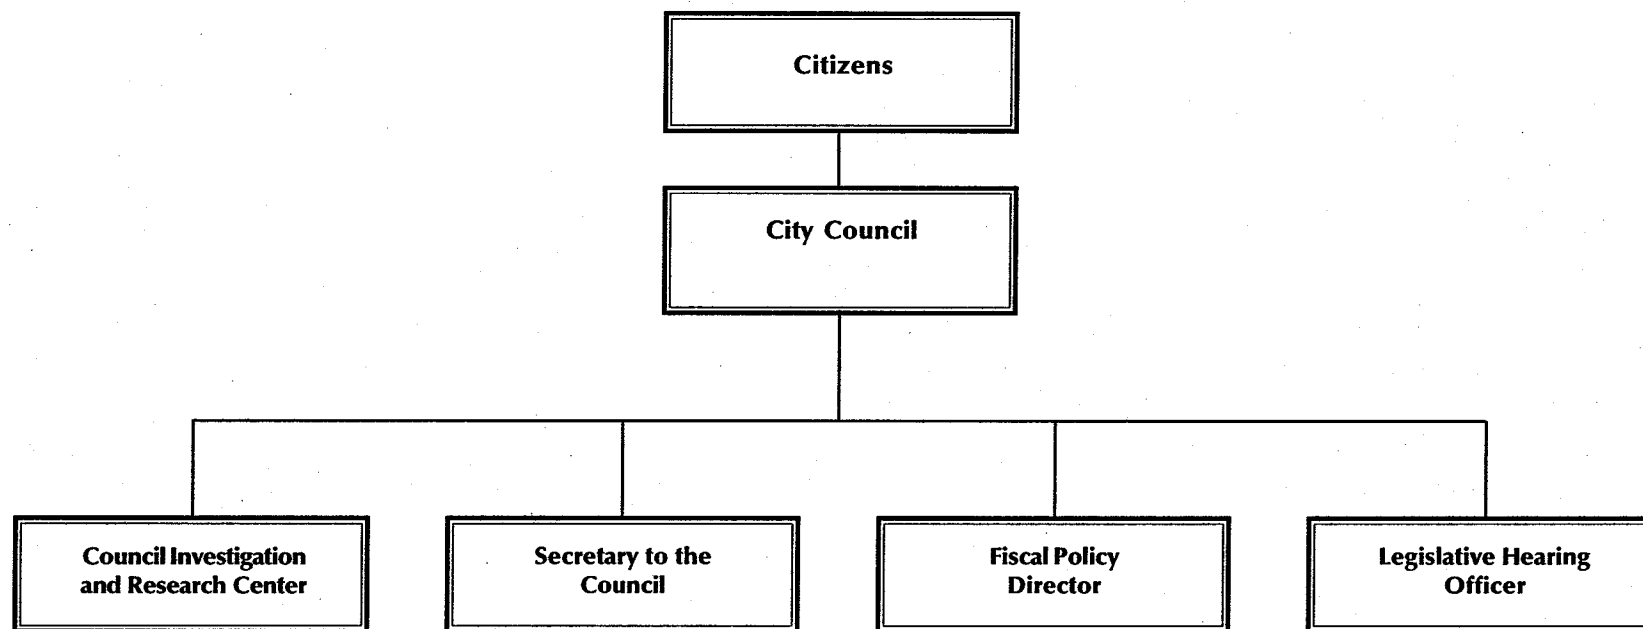 Citizens
City Council
Council Investigation
and Research Center
Secretary to the
Council
Fiscal Policy
Director
Legislative Hearing
Officer